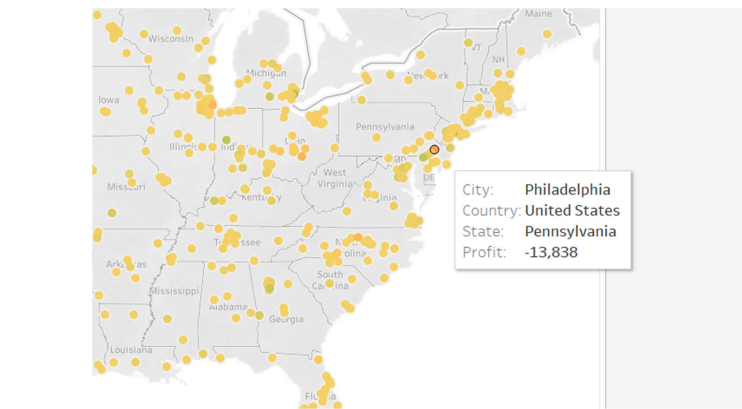 Maine
Wisconsin
VT
NH
Michigan
New York
MA
Iowa
Pennsylvania
Illinois
Ohio
MD
West
Virginia
DE
City: Philadelphia
Country: United States
State: Pennsylvania
Profit: -13,838
Missouri
Kentucky
Virginia
Tennessee
North
Carolina
Arkansas
South
Carolina
Mississippi
Alabama
Georgia
Louisiana
Florida